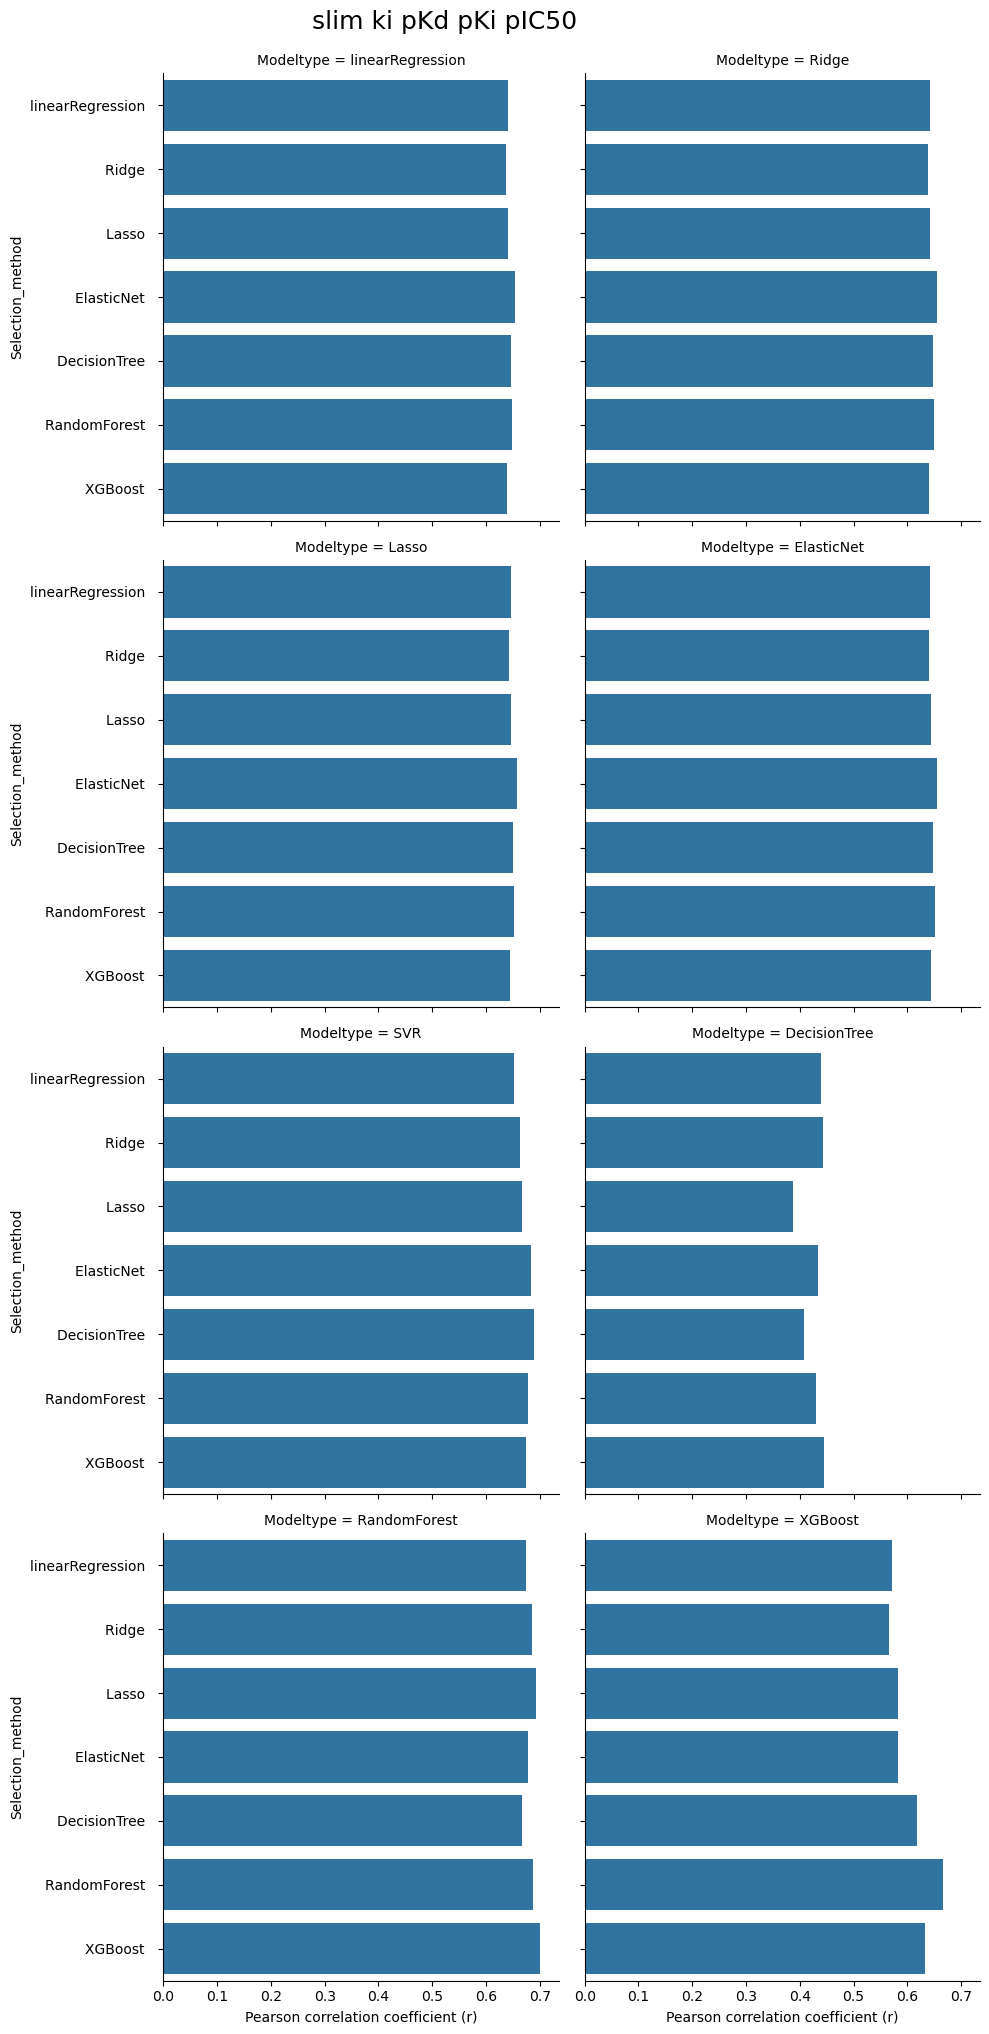 slim ki pKd pKi pIC50
Modeltype = linearRegression
Modeltype = Ridge
Selection_method
linearRegression
Ridge
Lasso
ElasticNet
DecisionTree
RandomForest
XGBoost
Modeltype = Lasso
Modeltype = ElasticNet
Selection_method
linearRegression
Ridge
Lasso
ElasticNet
DecisionTree
RandomForest
XGBoost
Modeltype = SVR
Modeltype = DecisionTree
Selection_method
linearRegression
Ridge
Lasso
ElasticNet
DecisionTree
RandomForest
XGBoost
Modeltype = RandomForest
Modeltype = XGBoost
Selection_method
linearRegression
Ridge
Lasso
ElasticNet
DecisionTree
RandomForest
XGBoost
0.0 0.1 0.2 0.3 0.4 0.5 0.6 0.7
0.0 0.1 0.2 0.3 0.4 0.5 0.6 0.7
Pearson correlation coefficient (r)
Pearson correlation coefficient (r)